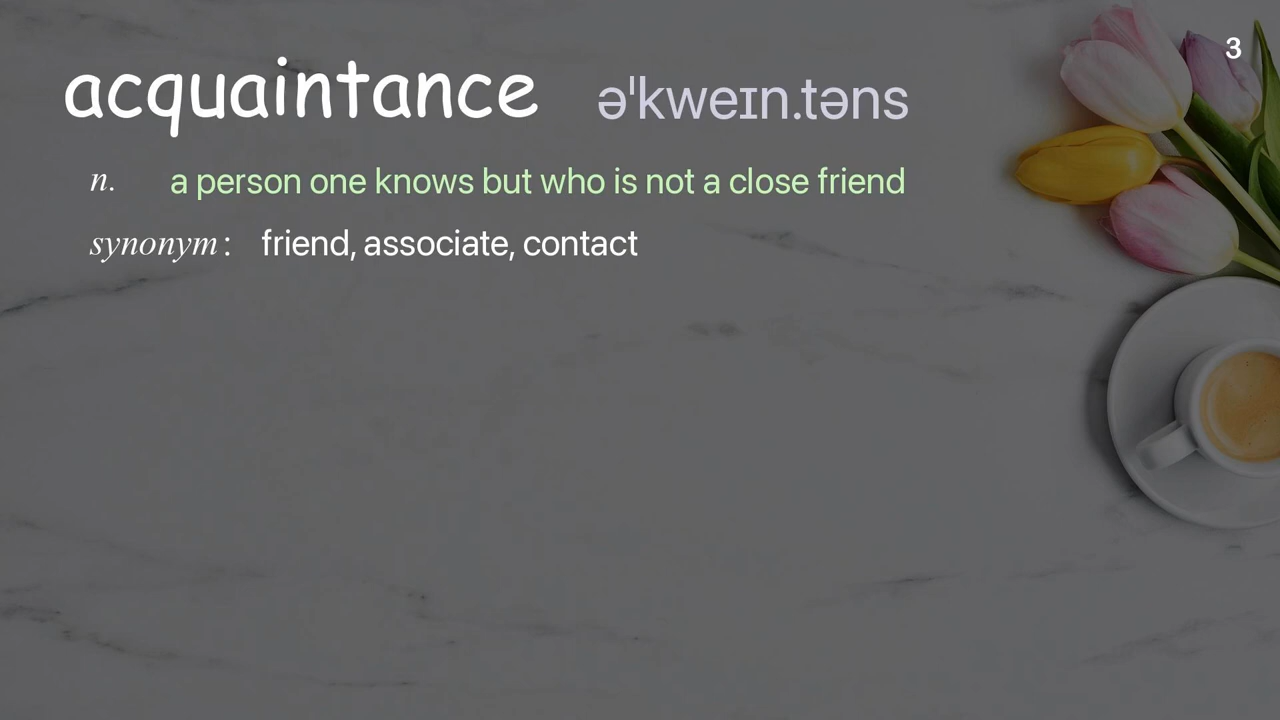 3
acquaintance əˈkweɪn.təns
n. a person one knows but who is not a close friend
synonym: friend, associate, contact